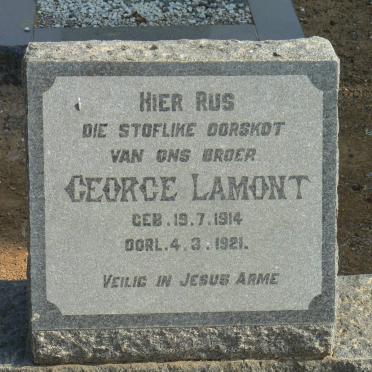 HIER RUS
DIE STOFLIKE OORSKOT
VAN ONS BROER
GEORGE LAMONT
GEB. 19.7.1914
OORL. 4.3.1921.
VEILIG IN JESUS ARME